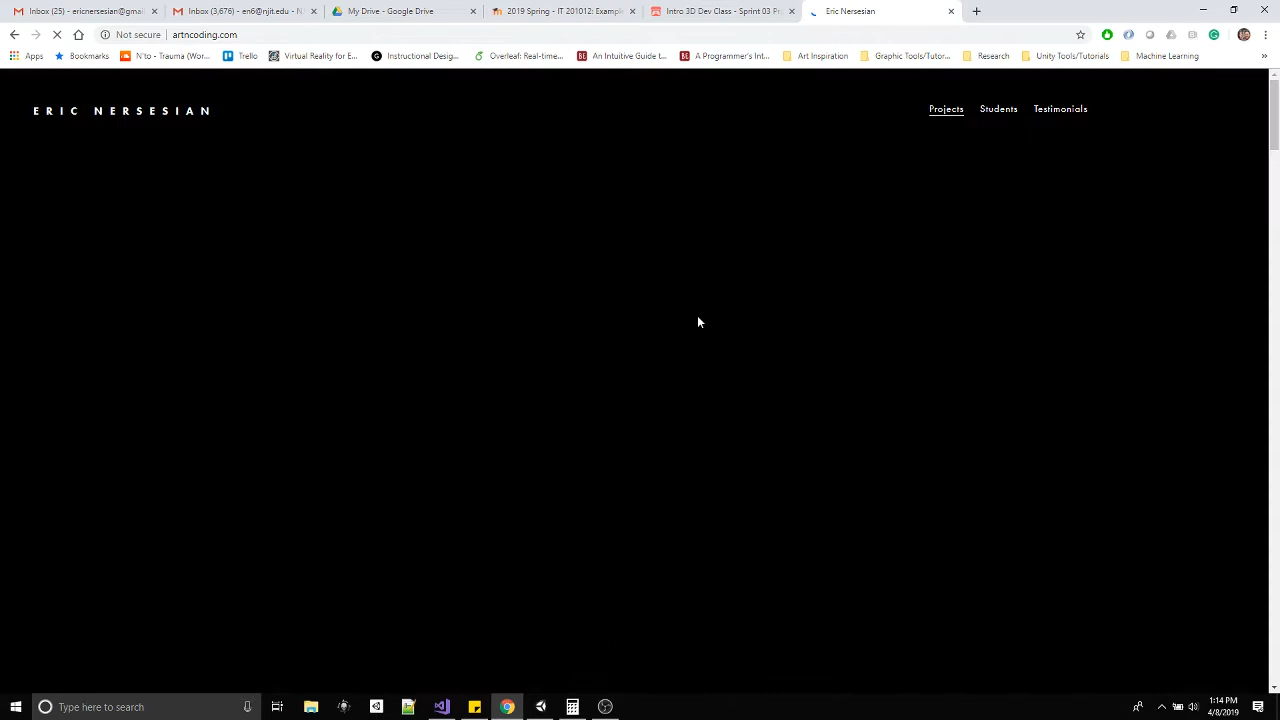 Inbox (25) - ericnersesian@gmail
Inbox (3,676) - en6@njit.edu - N
My Drive - Google Drive
2019 Spring - IT 201012: Exampl
Intro 3D Dev Class - Sprint 03 Pr
Eric Nersesian
Not secure
artncoding.com
Apps
Bookmarks
N'to - Trauma (Wor...
Trello
Virtual Reality for E...
Instructional Desig...
Overleaf: Real-time...
An Intuitive Guide t...
A Programmer's Int...
Art Inspiration
Graphic Tools/Tutor...
Research
Unity Tools/Tutorials
Machine Learning
ERIC NERSESIAN
Projects
Students
Testimonials
Type here to search
1:14 PM
4/8/2019